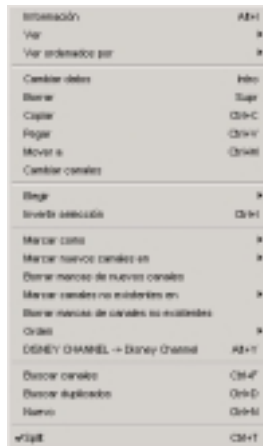 Información Alt+I
Ver
Ver ordenados por
Cambiar datos Intro
Borrar Supr
Copiar Ctrl+C
Pegar Ctrl+V
Mover a Ctrl+M
Cambiar canales
Elegir
Invertir selección Ctrl+I
Marcar como
Marcar nuevos canales en
Borrar marcas de nuevos canales
Marcar canales no existentes en
Borrar marcas de canales no existentes
Orden
DISNEY CHANNEL -> Disney Channel Alt+Y
Buscar canales Ctrl+F
Buscar duplicados Ctrl+D
Nuevo Ctrl+N
Split Ctrl+T